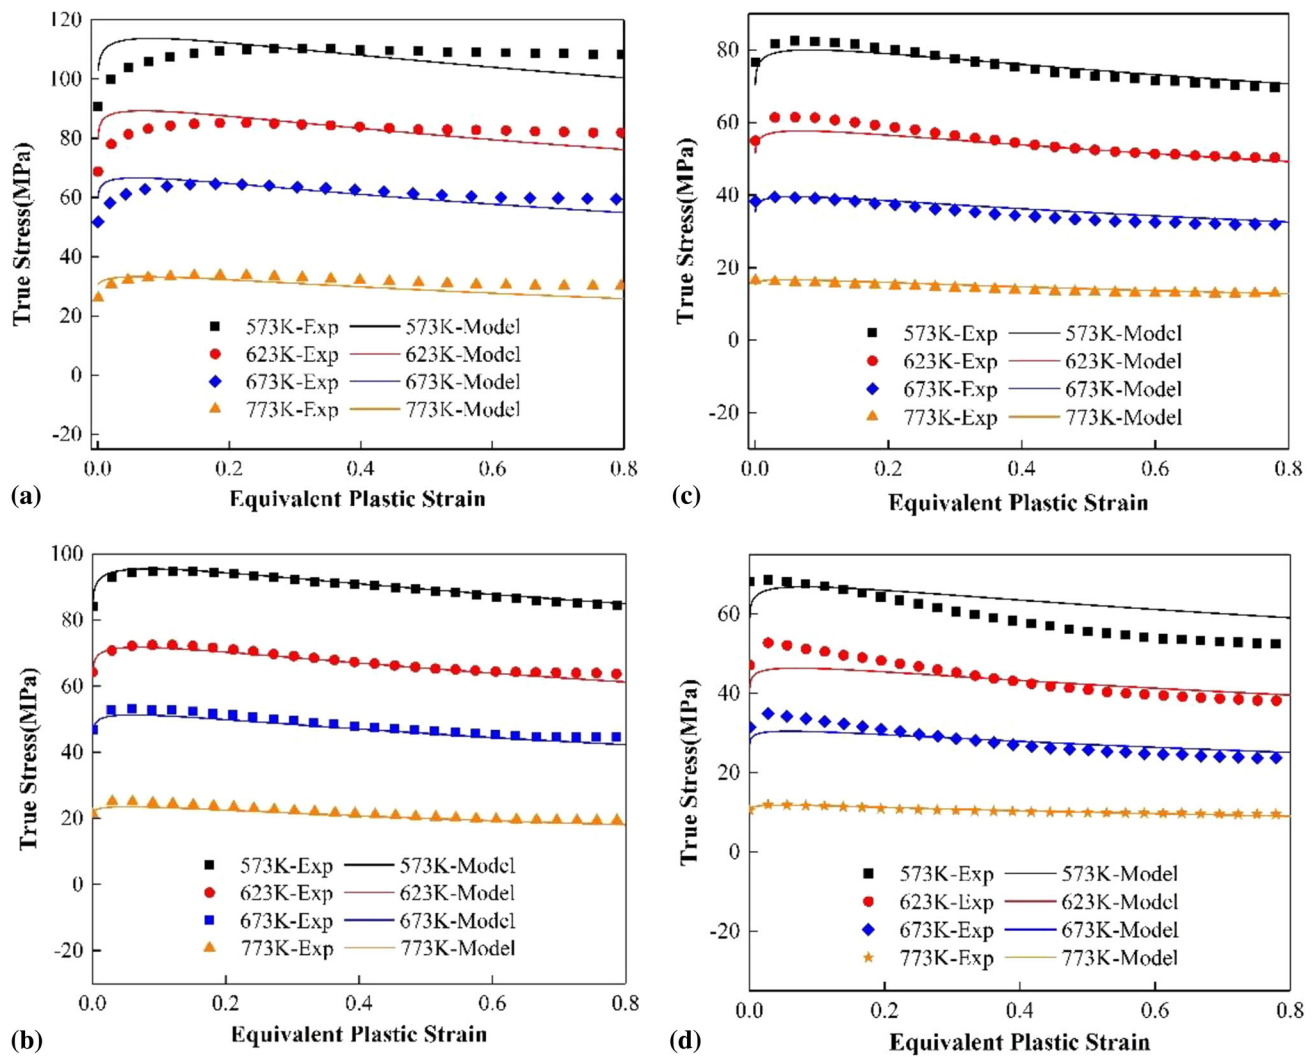 120
100
80
60
40
20
0
-20
True Stress(MPa)
573K-Exp 573K-Model
623K-Exp 623K-Model
673K-Exp 673K-Model
773K-Exp 773K-Model
0.0 0.2 0.4 0.6 0.8
Equivalent Plastic Strain
(a)
80
60
40
20
0
-20
True Stress(MPa)
573K-Exp 573K-Model
623K-Exp 623K-Model
673K-Exp 673K-Model
773K-Exp 773K-Model
0.0 0.2 0.4 0.6 0.8
Equivalent Plastic Strain
(c)
100
80
60
40
20
0
-20
True Stress(MPa)
573K-Exp 573K-Model
623K-Exp 623K-Model
673K-Exp 673K-Model
773K-Exp 773K-Model
0.0 0.2 0.4 0.6 0.8
Equivalent Plastic Strain
(b)
60
40
20
0
-20
True Stress(MPa)
573K-Exp 573K-Model
623K-Exp 623K-Model
673K-Exp 673K-Model
773K-Exp 773K-Model
0.0 0.2 0.4 0.6 0.8
Equivalent Plastic Strain
(d)